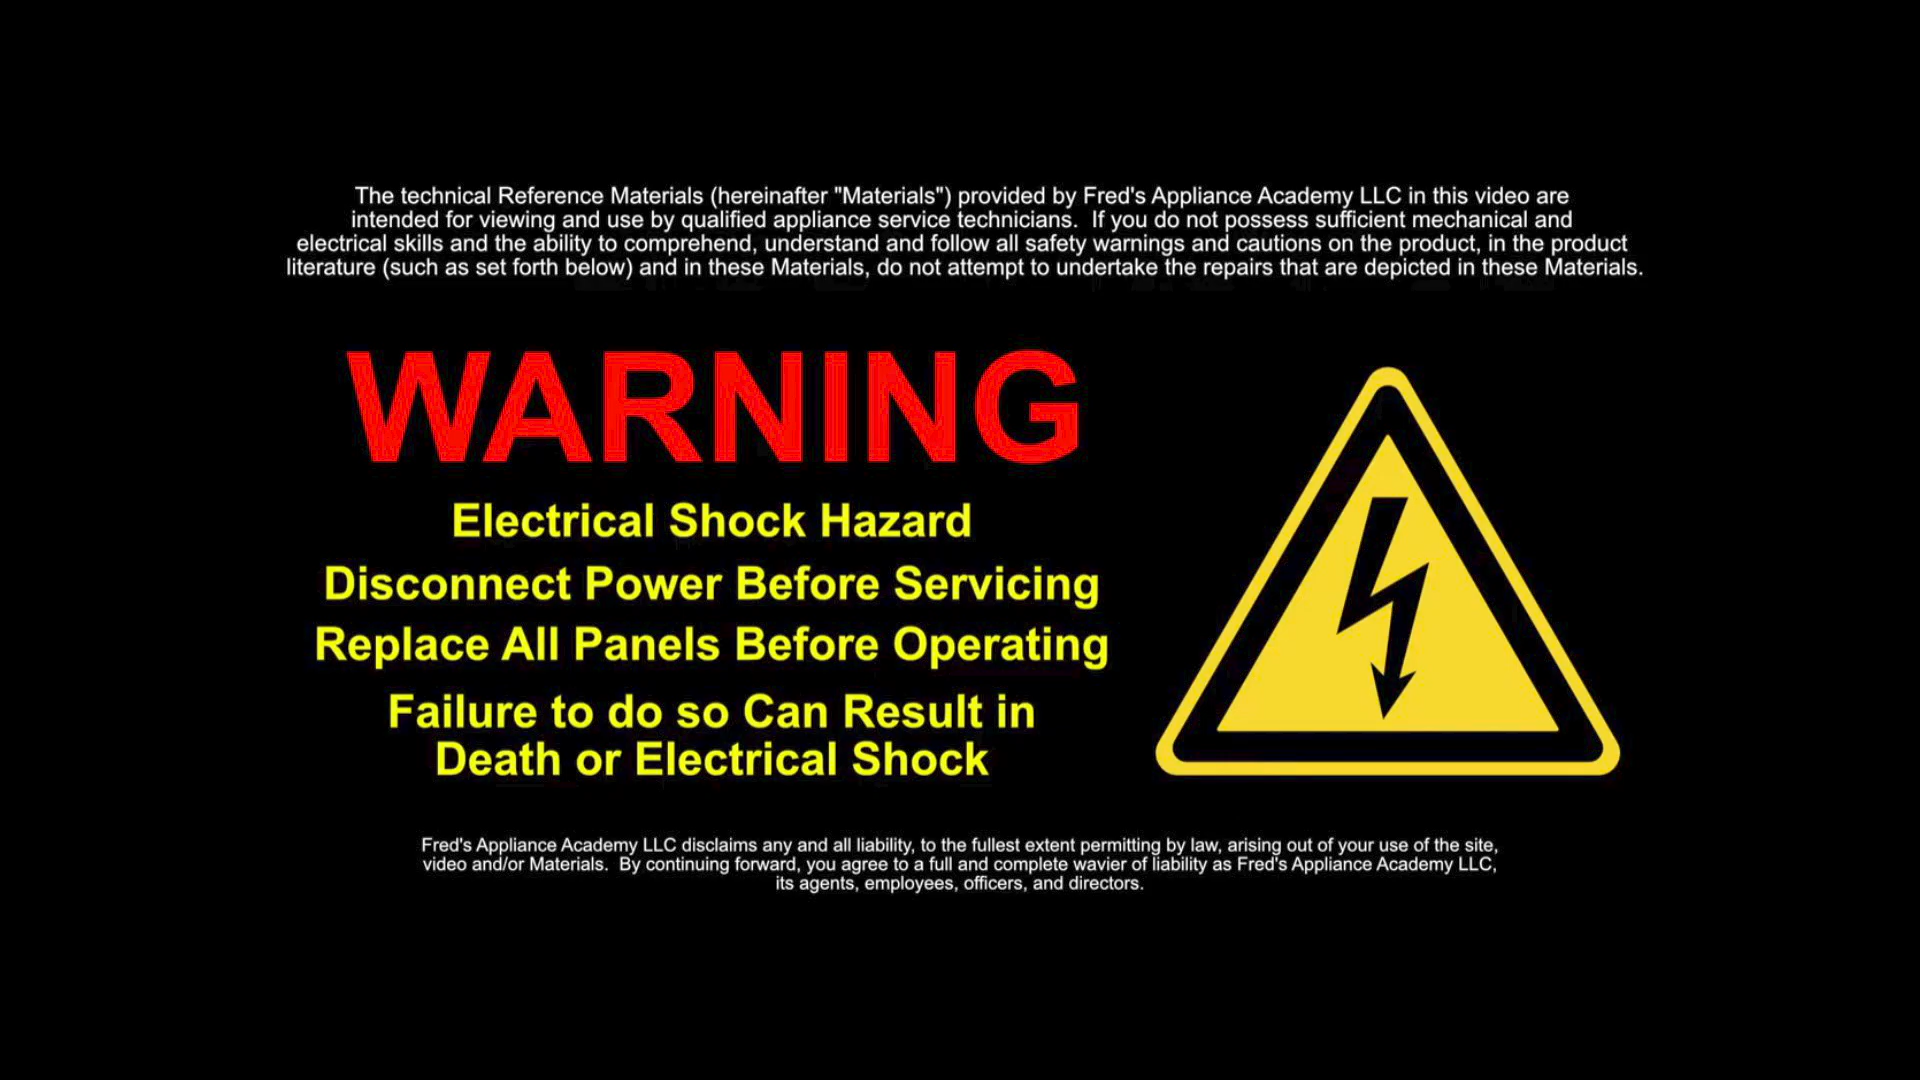 The technical Reference Materials (hereinafter "Materials") provided by Fred's Appliance Academy LLC in this video are
intended for viewing and use by qualified appliance service technicians.  If you do not possess sufficient mechanical and
electrical skills and the ability to comprehend, understand and follow all safety warnings and cautions on the product, in the product
literature (such as set forth below) and in these Materials, do not attempt to undertake the repairs that are depicted in these Materials.
WARNING
Electrical Shock Hazard
Disconnect Power Before Servicing
Replace All Panels Before Operating
Failure to do so Can Result in
Death or Electrical Shock
Fred's Appliance Academy LLC disclaims any and all liability, to the fullest extent permitting by law, arising out of your use of the site,
video and/or Materials.  By continuing forward, you agree to a full and complete wavier of liability as Fred's Appliance Academy LLC,
its agents, employees, officers, and directors.